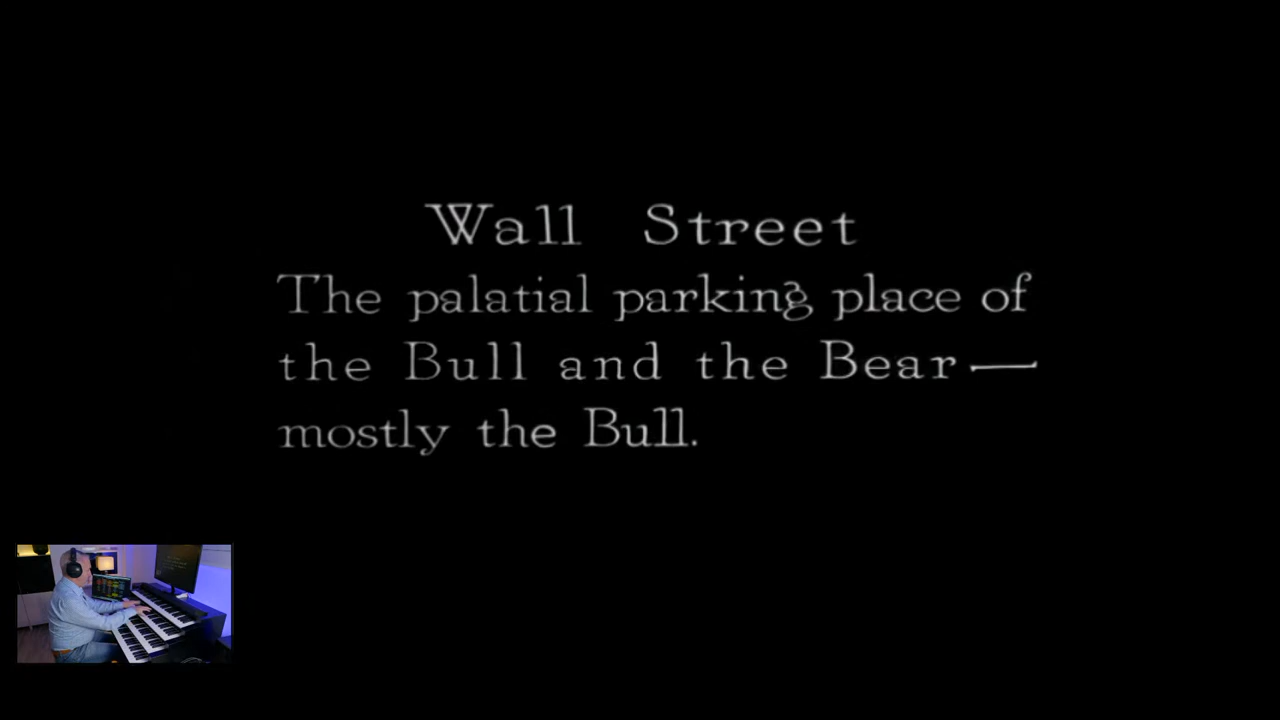 Wall Street
The palatial parking place of
the Bull and the Bear—
mostly the Bull.